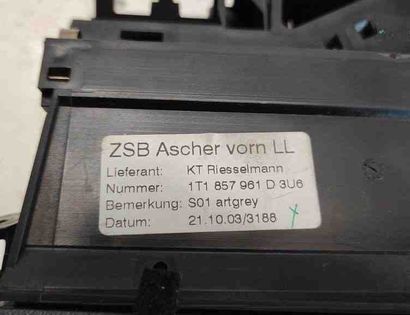 ZSB Ascher vorn LL
Lieferant: KT Riesselmann
Nummer: 1T1 857 961 D 3U6
Bemerkung: S01 artgrey
Datum: 21.10.03/3188